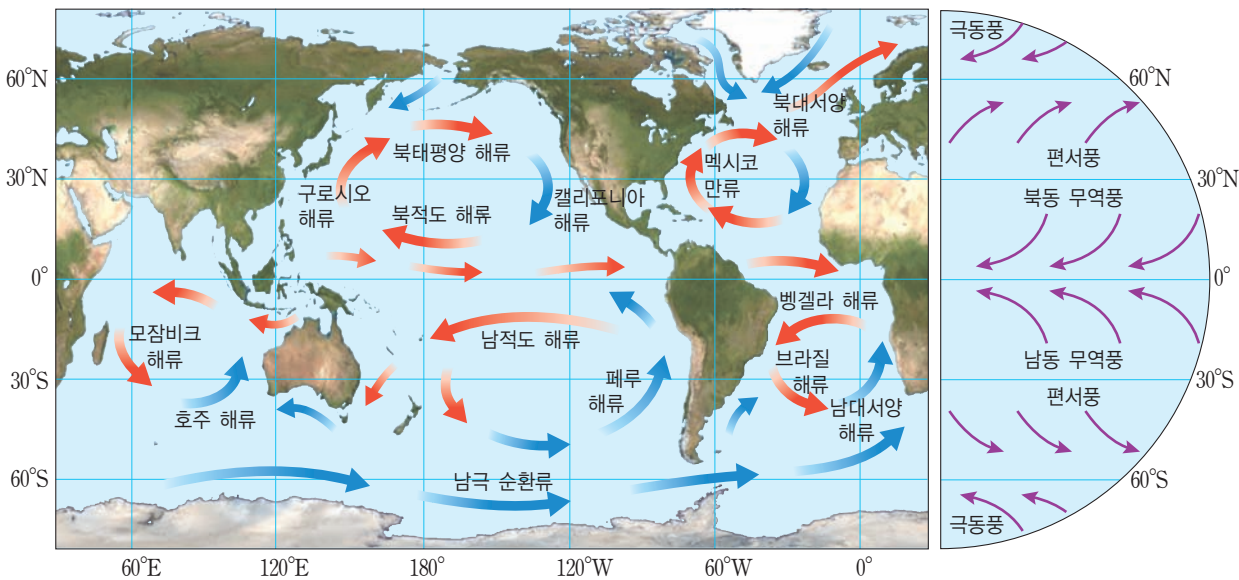 60°N
30°N
0°
30°S
60°S
60°E
120°E
180°
120°W
60°W
0°
북대서양
해류
북태평양 해류
멕시코
만류
구로시오
해류
캘리포니아
해류
북적도 해류
벵겔라 해류
모잠비크
해류
남적도 해류
브라질
해류
페루
해류
남대서양
해류
호주 해류
남극 순환류
극동풍
60°N
편서풍
30°N
북동 무역풍
0°
남동 무역풍
30°S
편서풍
60°S
극동풍